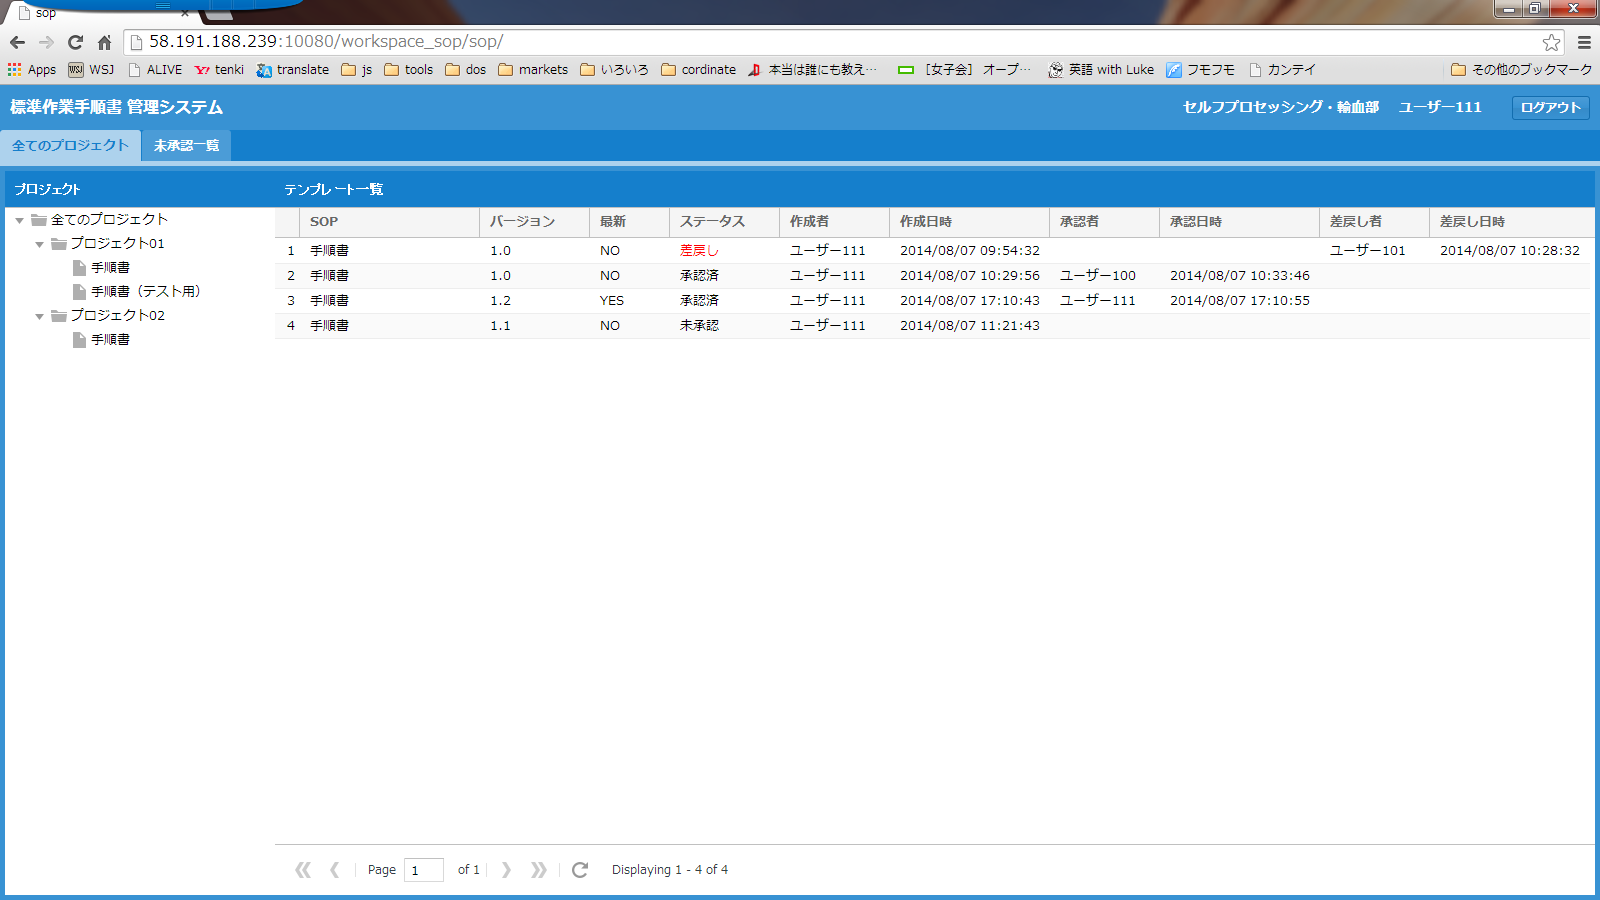 sop
58.191.188.239:10080/workspace_sop/sop/
Apps WSJ ALIVE tenki translate js tools dos markets いろいろ cordinate 本当は誰にも教え… [女子会] オープ… 英語 with Luke フモフモ カンテイ その他のブックマーク
標準作業手順書 管理システム セルフプロセッシング・輸血部 ユーザー111 ログアウト
全てのプロジェクト 未承認一覧
プロジェクト テンプレート一覧
全てのプロジェクト
プロジェクト01
手順書
手順書（テスト用）
プロジェクト02
手順書
SOP バージョン 最新 ステータス 作成者 作成日時 承認者 承認日時 差戻し者 差戻し日時
1 手順書 1.0 NO 差戻し ユーザー111 2014/08/07 09:54:32 ユーザー101 2014/08/07 10:28:32
2 手順書 1.0 NO 承認済 ユーザー111 2014/08/07 10:29:56 ユーザー100 2014/08/07 10:33:46
3 手順書 1.2 YES 承認済 ユーザー111 2014/08/07 17:10:43 ユーザー111 2014/08/07 17:10:55
4 手順書 1.1 NO 未承認 ユーザー111 2014/08/07 11:21:43
Page 1 of 1 Displaying 1 - 4 of 4